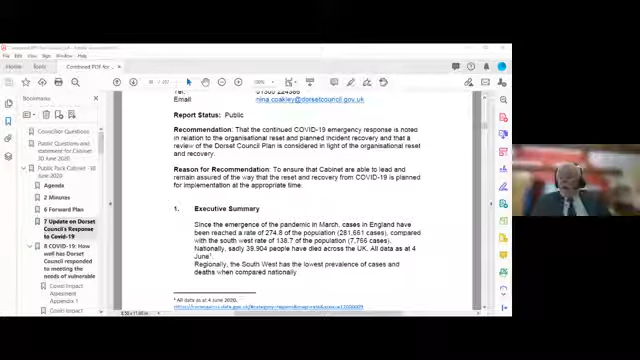 File Edit View Sign Window Help
Home Tools Combined PDF for ...
Bookmarks
Councillor Questions
Public Questions and
statement for Cabinet
30 June 2020
Public Pack Cabinet - 30
June 2020
Agenda
2 Minutes
6 Forward Plan
7 Update on Dorset
Council's Response
to Covid-19
8 COVID-19: How
well has Dorset
Council responded
to meeting the
needs of vulnerable
Covid Impact
Assessment
Appendix 1
Covid Impact
Email nina.coakley@dorsetcouncil.gov.uk
Report Status: Public
Recommendation: That the continued COVID-19 emergency response is noted
in relation to the organisational reset and planned incident recovery and that a
review of the Dorset Council Plan is considered in light of the organisational reset
and recovery.
Reason for Recommendation: To ensure that Cabinet are able to lead and
remain assured of the way that the reset and recovery from COVID-19 is planned
for implementation at the appropriate time.
1. Executive Summary
Since the emergence of the pandemic in March, cases in England have
been reached a rate of 274.8 of the population (281,661 cases),
compared with the south west rate of 138.7 of the population (7,766 cases).
Nationally, sadly 39,904 people have died across the UK. All data as at 4
June¹.
Regionally, the South West has the lowest prevalence of cases and
deaths when compared nationally
¹ All data as at 4 June 2020.